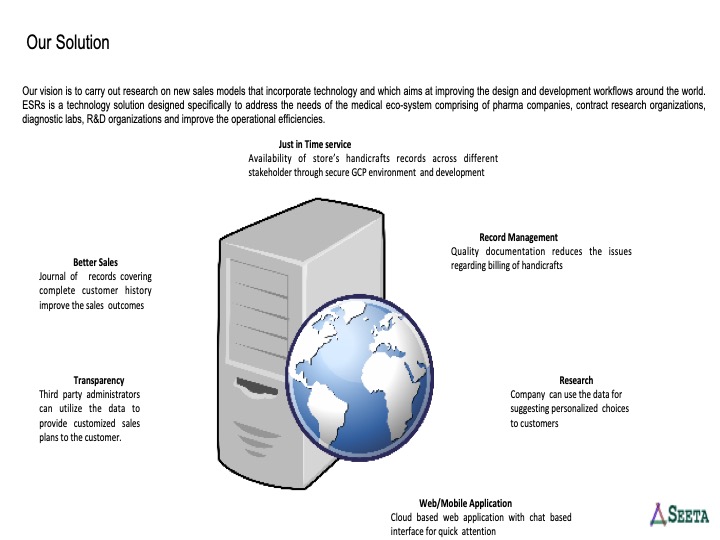 Our Solution
Our vision is to carry out research on new sales models that incorporate technology and which aims at improving the design and development workflows around the world.
ESRs is a technology solution designed specifically to address the needs of the medical eco-system comprising of pharma companies, contract research organizations,
diagnostic labs, R&D organizations and improve the operational efficiencies.
Just in Time service
Availability of store's handicrafts records across different
stakeholder through secure GCP environment and development
Record Management
Quality documentation reduces the issues
regarding billing of handicrafts
Better Sales
Journal of records covering
complete customer history
improve the sales outcomes
Transparency
Third party administrators
can utilize the data to
provide customized sales
plans to the customer.
Research
Company can use the data for
suggesting personalized choices
to customers
Web/Mobile Application
Cloud based web application with chat based
interface for quick attention
SEETA